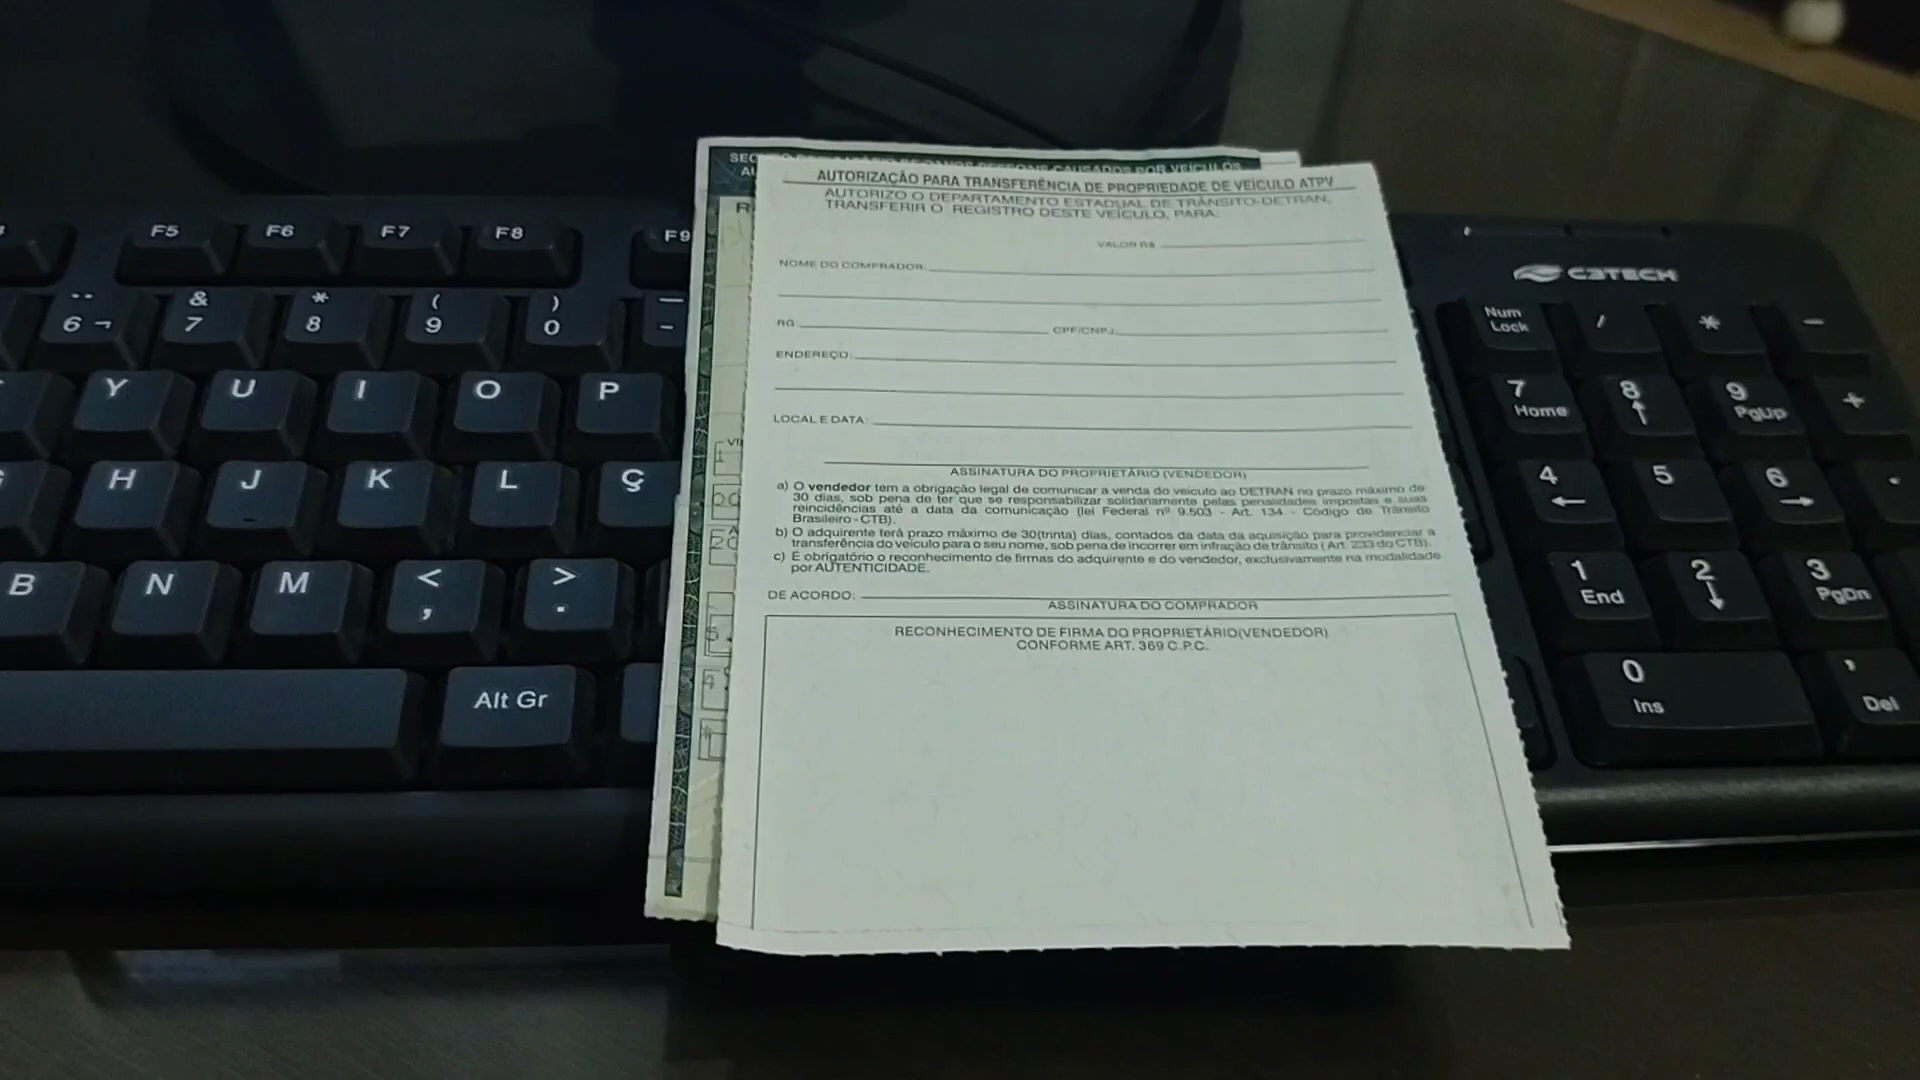 SEG
DANOS PESSOAIS CAUSADOS POR VEÍCULOS
AUTORIZAÇÃO PARA TRANSFERÊNCIA DE PROPRIEDADE DE VEÍCULO ATPV
AUTORIZO O DEPARTAMENTO ESTADUAL DE TRÂNSITO-DETRAN,
TRANSFERIR O REGISTRO DESTE VEÍCULO, PARA:
VALOR R$
NOME DO COMPRADOR:
RG: CPF/CNPJ:
ENDEREÇO:
LOCAL E DATA:
ASSINATURA DO PROPRIETÁRIO (VENDEDOR)
a) O vendedor tem a obrigação legal de comunicar a venda do veículo ao DETRAN no prazo máximo de
30 dias, sob pena de ter que se responsabilizar solidariamente pelas penalidades impostas e suas
reincidências até a data da comunicação (lei Federal nº 9.503 - Art. 134 - Código de Trânsito
Brasileiro - CTB).
b) O adquirente terá prazo máximo de 30(trinta) dias, contados da data da aquisição para providenciar a
transferência do veículo para o seu nome, sob pena de incorrer em infração de trânsito ( Art. 233 do CTB).
c) É obrigatório o reconhecimento de firmas do adquirente e do vendedor, exclusivamente na modalidade
por AUTENTICIDADE.
DE ACORDO:
ASSINATURA DO COMPRADOR
RECONHECIMENTO DE FIRMA DO PROPRIETÁRIO(VENDEDOR)
CONFORME ART. 369 C.P.C.
F5 F6 F7 F8 F9
6 ¬ & 7 * 8 ( 9 ) 0 — -
Y U I O P
H J K L Ç
B N M < , > .
Alt Gr
C3TECH
Num Lock / * −
7 Home 8 ↑ 9 PgUp +
4 ← 5 6 → .
1 End 2 ↓ 3 PgDn
0 Ins , Del